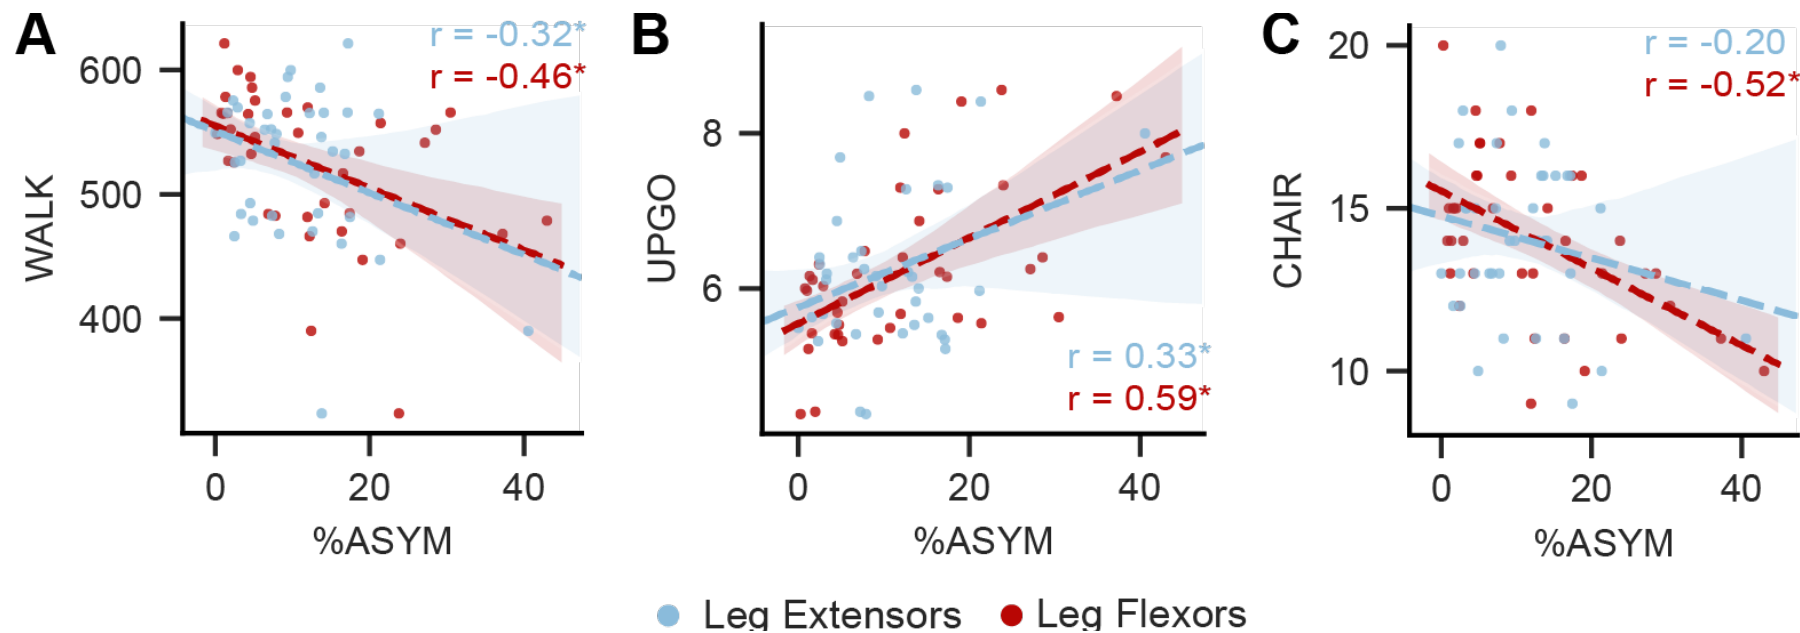 A
r = -0.32*
r = -0.46*
WALK
600
500
400
0 20 40
%ASYM
B
UPGO
8
6
r = 0.33*
r = 0.59*
0 20 40
%ASYM
C
r = -0.20
r = -0.52*
CHAIR
20
15
10
0 20 40
%ASYM
Leg Extensors Leg Flexors